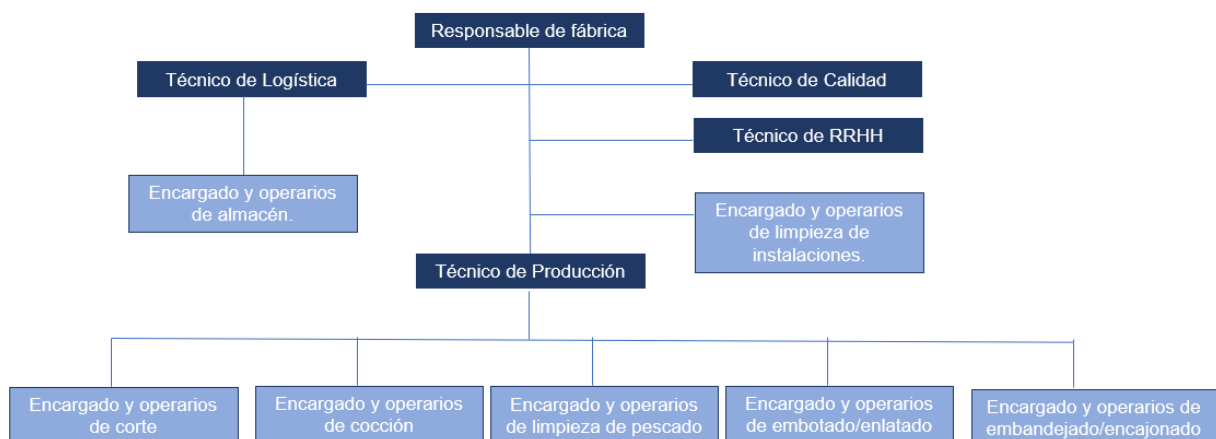 Responsable de fábrica
Técnico de Logística
Técnico de Calidad
Técnico de RRHH
Encargado y operarios
de almacén.
Encargado y operarios
de limpieza de
instalaciones.
Técnico de Producción
Encargado y operarios
de corte
Encargado y operarios
de cocción
Encargado y operarios
de limpieza de pescado
Encargado y operarios
de embotado/enlatado
Encargado y operarios de
embandejado/encajonado